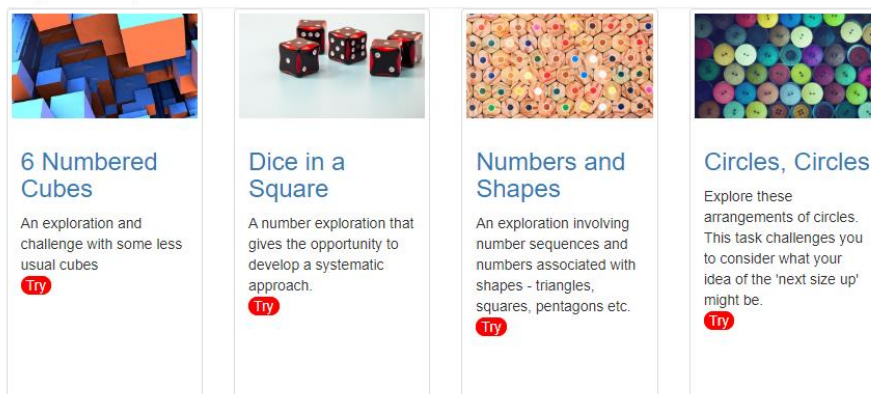 6 Numbered
Cubes
An exploration and
challenge with some less
usual cubes
Try
Dice in a
Square
A number exploration that
gives the opportunity to
develop a systematic
approach.
Try
Numbers and
Shapes
An exploration involving
number sequences and
numbers associated with
shapes - triangles,
squares, pentagons etc.
Try
Circles, Circles
Explore these
arrangements of circles.
This task challenges you
to consider what your
idea of the 'next size up'
might be.
Try